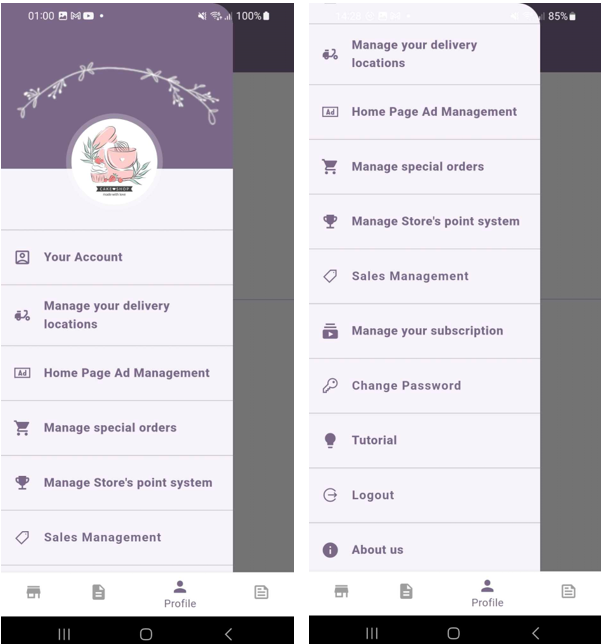 01:00
100%
Your Account
Manage your delivery
locations
Ad
Home Page Ad Management
Manage special orders
Manage Store's point system
Sales Management
Profile
85%
Manage your delivery
locations
Ad
Home Page Ad Management
Manage special orders
Manage Store's point system
Sales Management
Manage your subscription
Change Password
Tutorial
Logout
About us
Profile